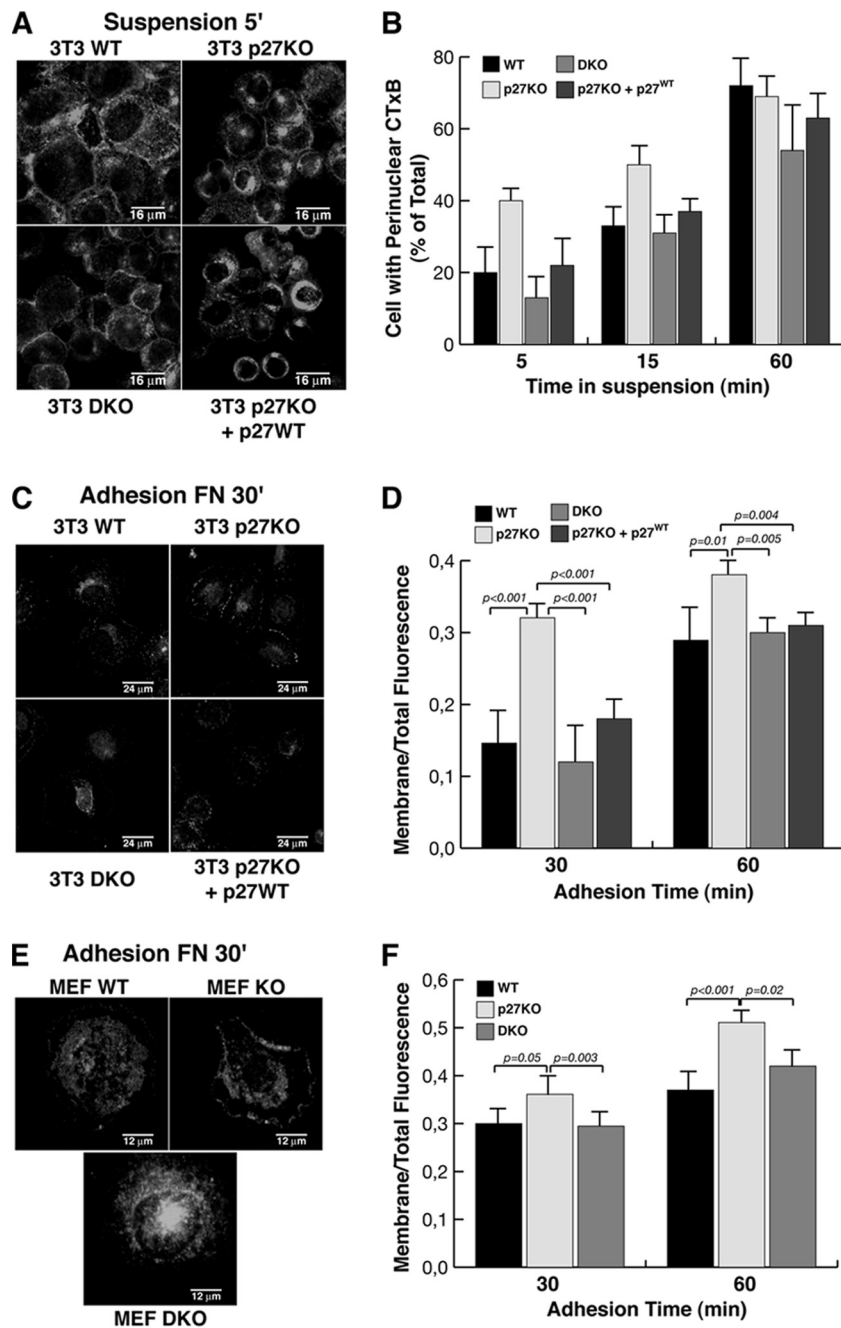 A
Suspension 5'
3T3 WT
3T3 p27KO
16 µm
16 µm
16 µm
16 µm
3T3 DKO
3T3 p27KO
+ p27WT
B
Cell with Perinuclear CTxB
(% of Total)
80
60
40
20
0
WT
DKO
p27KO
p27KO + p27WT
5
15
60
Time in suspension (min)
C
Adhesion FN 30'
3T3 WT
3T3 p27KO
24 µm
24 µm
24 µm
24 µm
3T3 DKO
3T3 p27KO
+ p27WT
D
Membrane/Total Fluorescence
0,4
0,3
0,2
0,1
0,0
WT
DKO
p27KO
p27KO + p27WT
p<0.001
p<0.001
p<0.001
p=0.004
p=0.01
p=0.005
30
60
Adhesion Time (min)
E
Adhesion FN 30'
MEF WT
MEF KO
12 µm
12 µm
12 µm
MEF DKO
F
Membrane/Total Fluorescence
0,6
0,5
0,4
0,3
0,2
0,1
0,0
WT
p27KO
DKO
p=0.05
p=0.003
p<0.001
p=0.02
30
60
Adhesion Time (min)